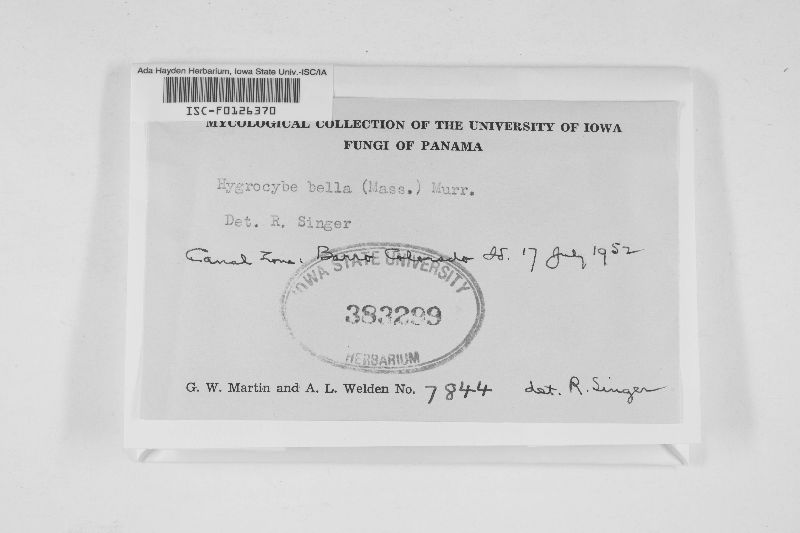 Ada Hayden Herbarium, Iowa State Univ.-ISC/IA
ISC-F0126370
MYCOLOGICAL COLLECTION OF THE UNIVERSITY OF IOWA
FUNGI OF PANAMA
Hygrocybe bella (Mass.) Murr.
Det. R. Singer
Canal Zone: Barro Colorado Is. 17 July 1952
IOWA STATE UNIVERSITY
383299
HERBARIUM
G. W. Martin and A. L. Welden No. 7844 det. R. Singer